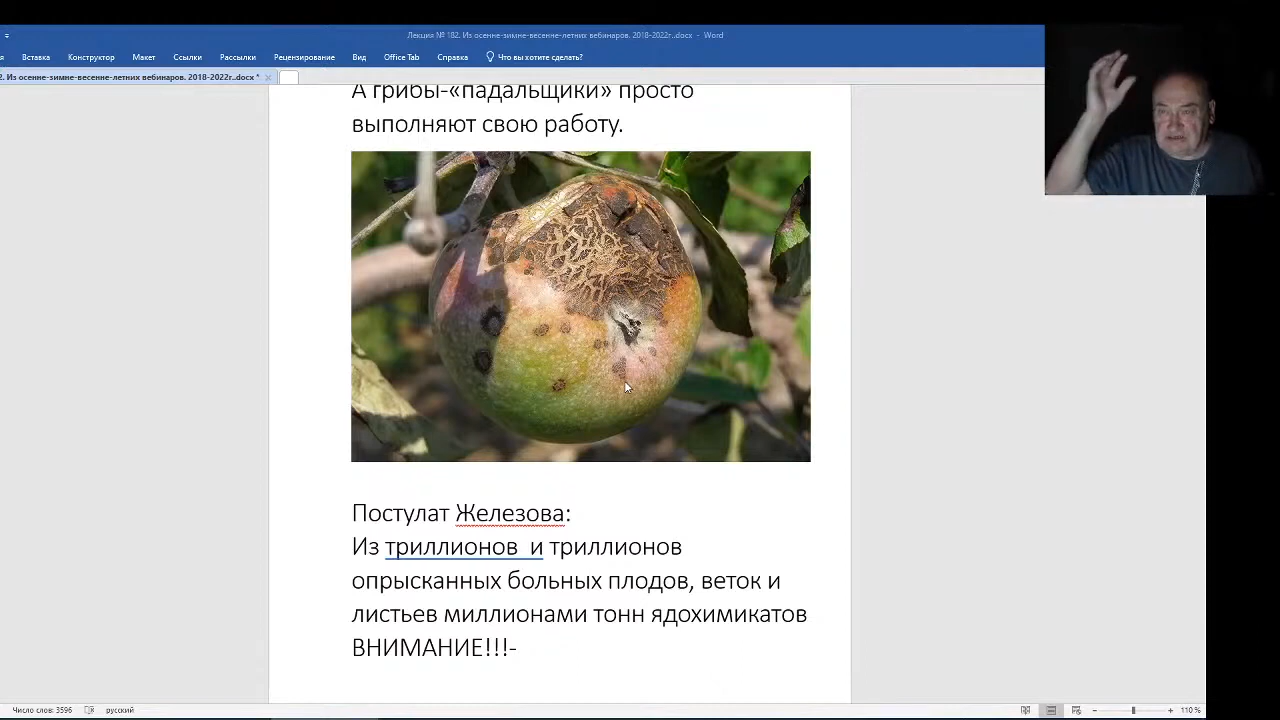 Лекция № 182. Из осенне-зимне-весенне-летних вебинаров. 2018-2022г..docx - Word
Вставка Конструктор Макет Ссылки Рассылки Рецензирование Вид Office Tab Справка Что вы хотите сделать?
2. Из осенне-зимне-весенне-летних вебинаров. 2018-2022г..docx *
А грибы-«падальщики» просто
выполняют свою работу.
Постулат Железова:
Из триллионов и триллионов
опрысканных больных плодов, веток и
листьев миллионами тонн ядохимикатов
ВНИМАНИЕ!!!-
Число слов: 3596 русский 110 %